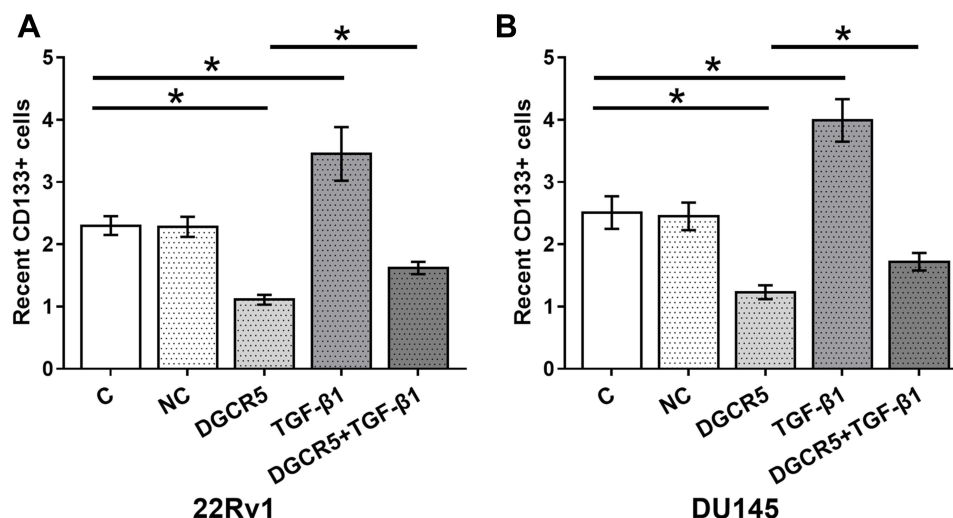 A
Recent CD133+ cells
5
4
3
2
1
0
*
*
*
C
NC
DGCR5
TGF-β1
DGCR5+TGF-β1
22Rv1
B
Recent CD133+ cells
5
4
3
2
1
0
*
*
*
C
NC
DGCR5
TGF-β1
DGCR5+TGF-β1
DU145